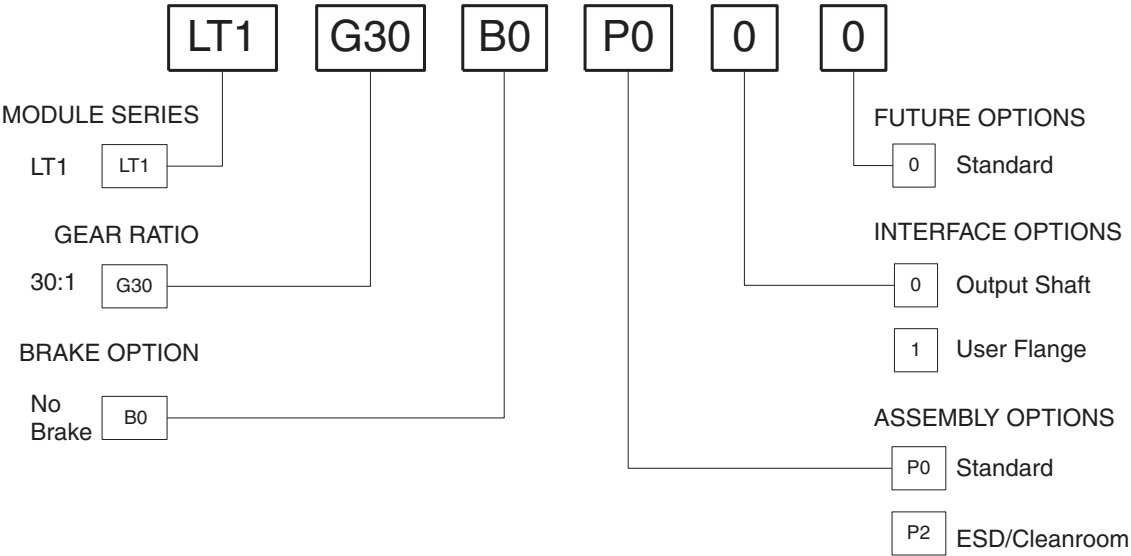 LT1 G30 B0 P0 0 0
MODULE SERIES
LT1 LT1
GEAR RATIO
30:1 G30
BRAKE OPTION
No
Brake B0
FUTURE OPTIONS
0 Standard
INTERFACE OPTIONS
0 Output Shaft
1 User Flange
ASSEMBLY OPTIONS
P0 Standard
P2 ESD/Cleanroom